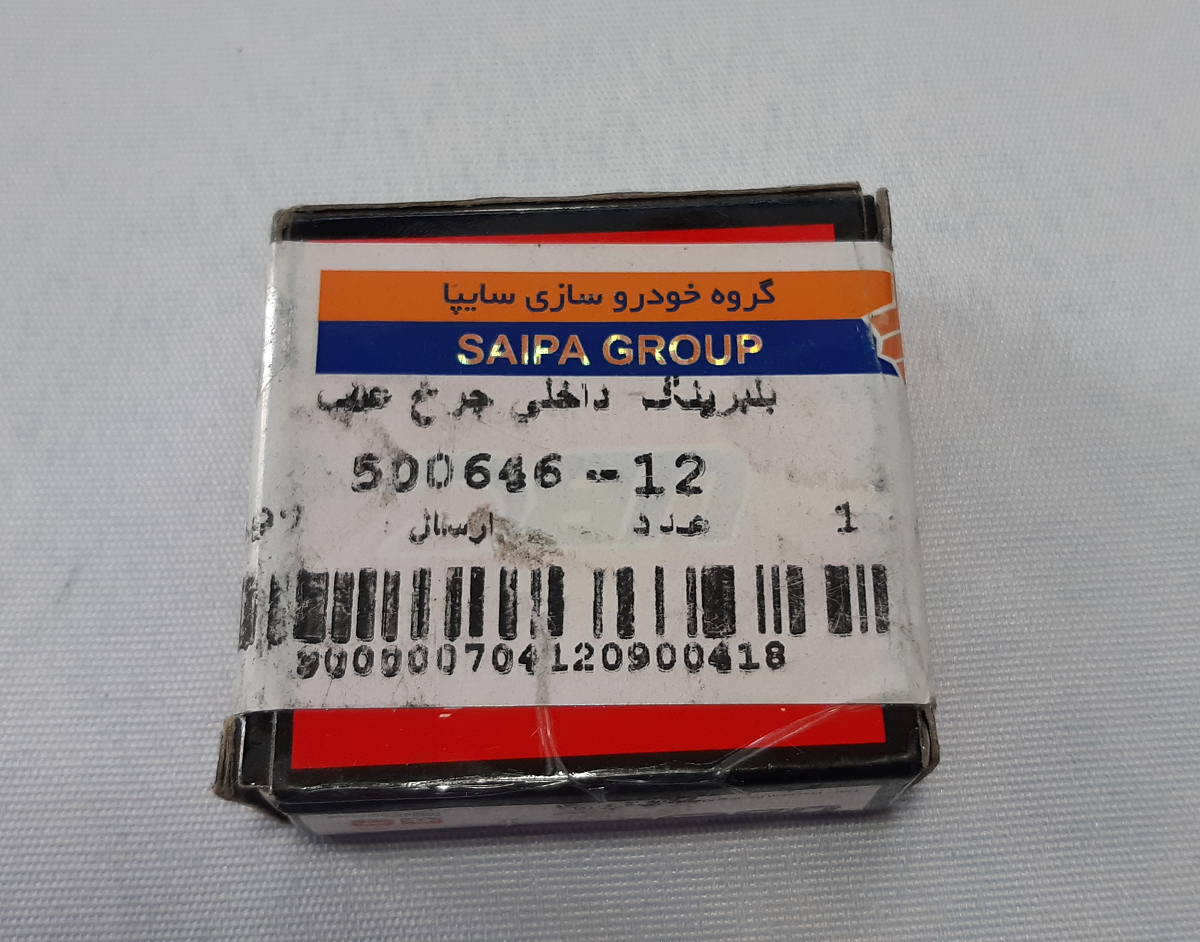 گروه خودرو سازی سایپا
SAIPA GROUP
بلبرینگ داخلی چرخ عقب
500646-12
ارسال عدد 1
900000704120900418